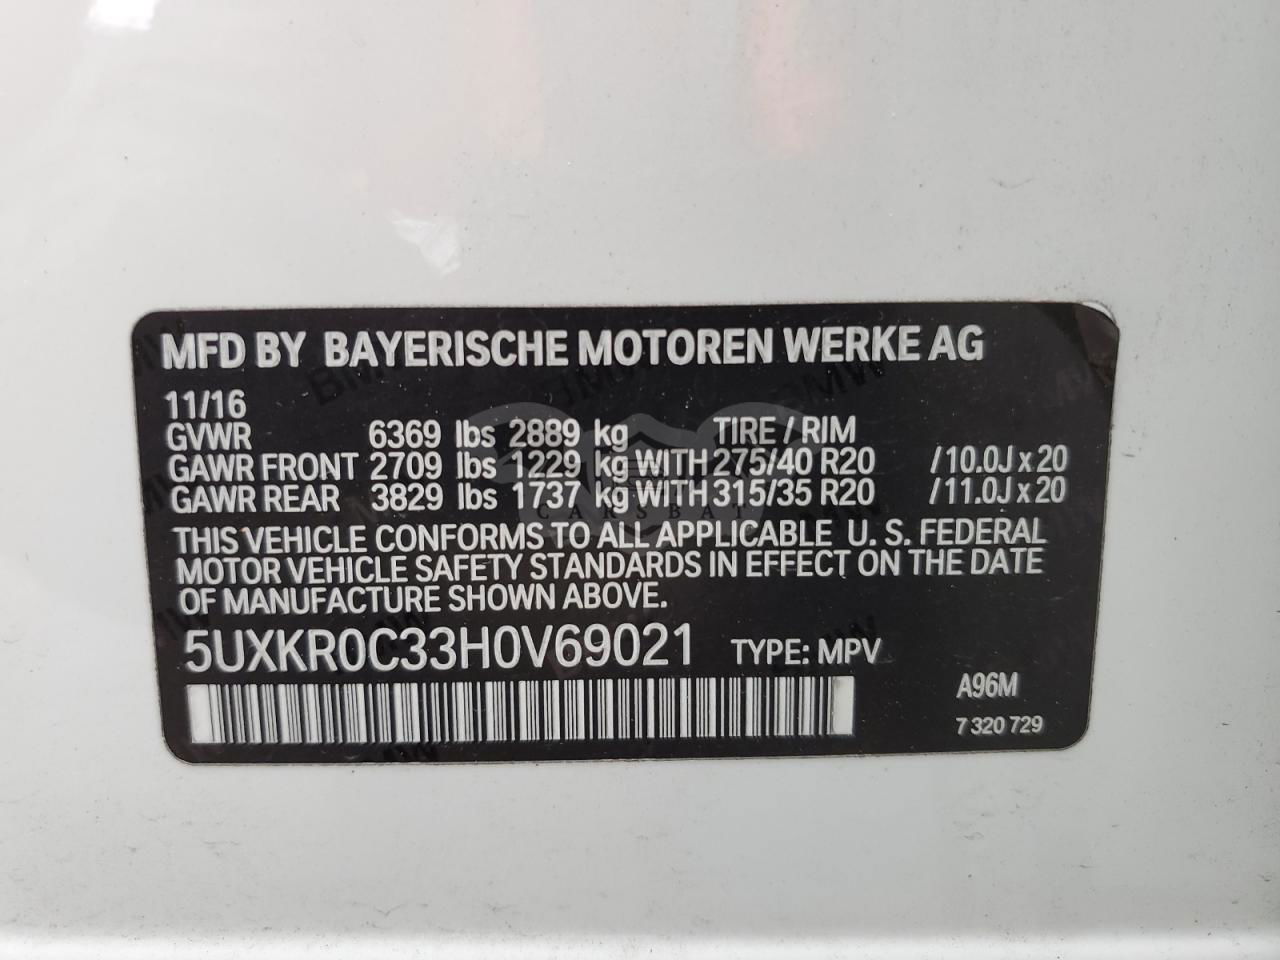 MFD BY BAYERISCHE MOTOREN WERKE AG
11/16
GVWR 6369 lbs 2889 kg TIRE / RIM
GAWR FRONT 2709 lbs 1229 kg WITH 275/40 R20 /10.0J x 20
GAWR REAR 3829 lbs 1737 kg WITH 315/35 R20 /11.0J x 20
CARSBAT
THIS VEHICLE CONFORMS TO ALL APPLICABLE U. S. FEDERAL
MOTOR VEHICLE SAFETY STANDARDS IN EFFECT ON THE DATE
OF MANUFACTURE SHOWN ABOVE.
5UXKR0C33H0V69021 TYPE: MPV
A96M
7 320 729